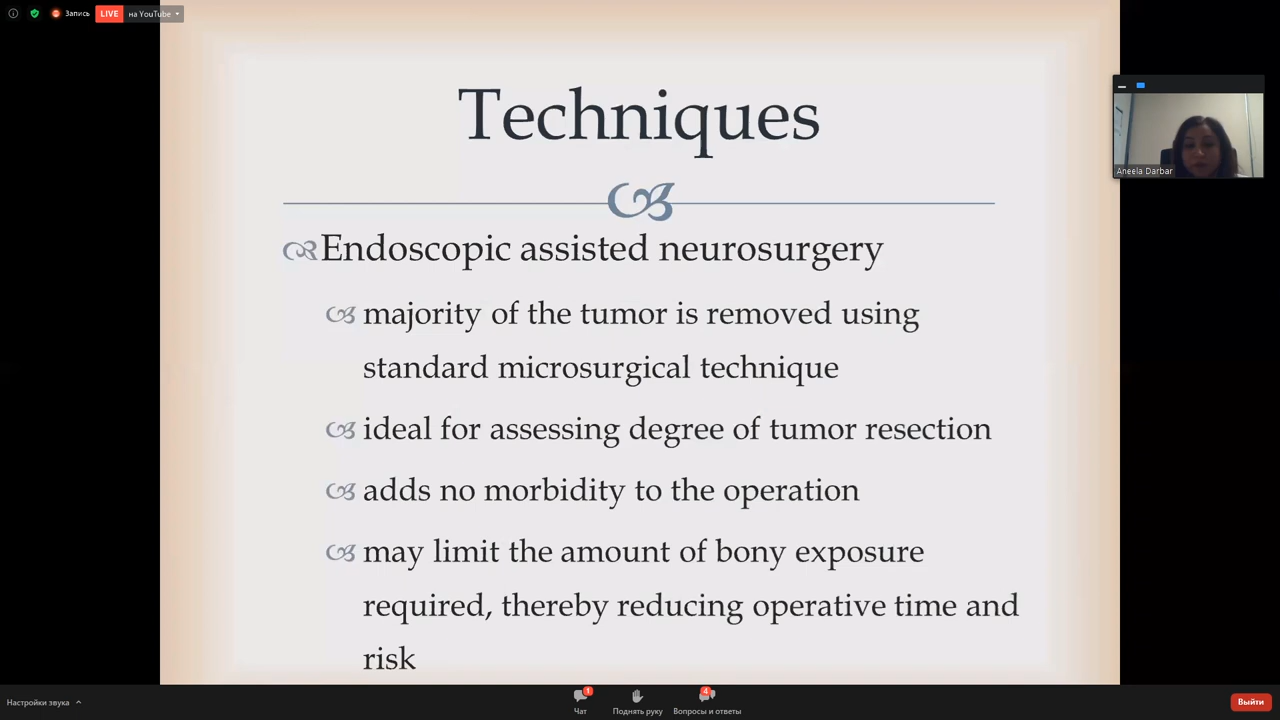 Запись
LIVE
на YouTube
Techniques
Endoscopic assisted neurosurgery
majority of the tumor is removed using
standard microsurgical technique
ideal for assessing degree of tumor resection
adds no morbidity to the operation
may limit the amount of bony exposure
required, thereby reducing operative time and
risk
Aneela Darbar
Настройки звука
1
Чат
Поднять руку
4
Вопросы и ответы
Выйти